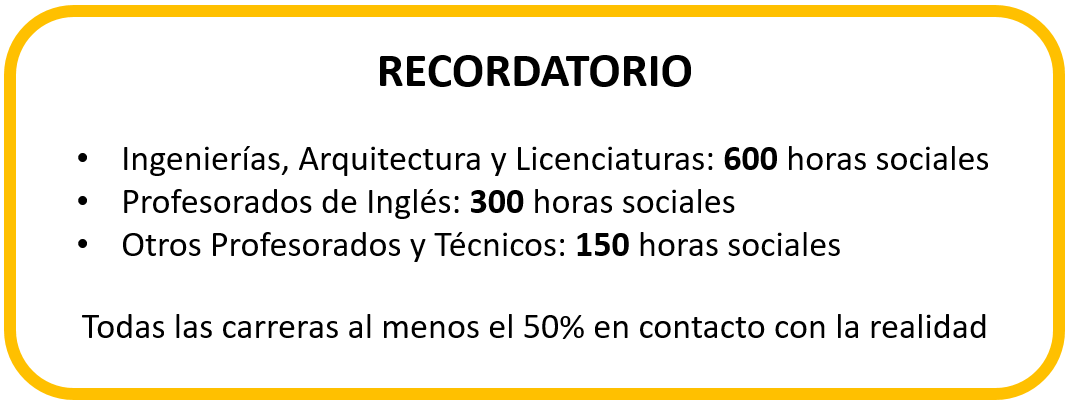 RECORDATORIO
• Ingenierías, Arquitectura y Licenciaturas: 600 horas sociales
• Profesorados de Inglés: 300 horas sociales
• Otros Profesorados y Técnicos: 150 horas sociales
Todas las carreras al menos el 50% en contacto con la realidad